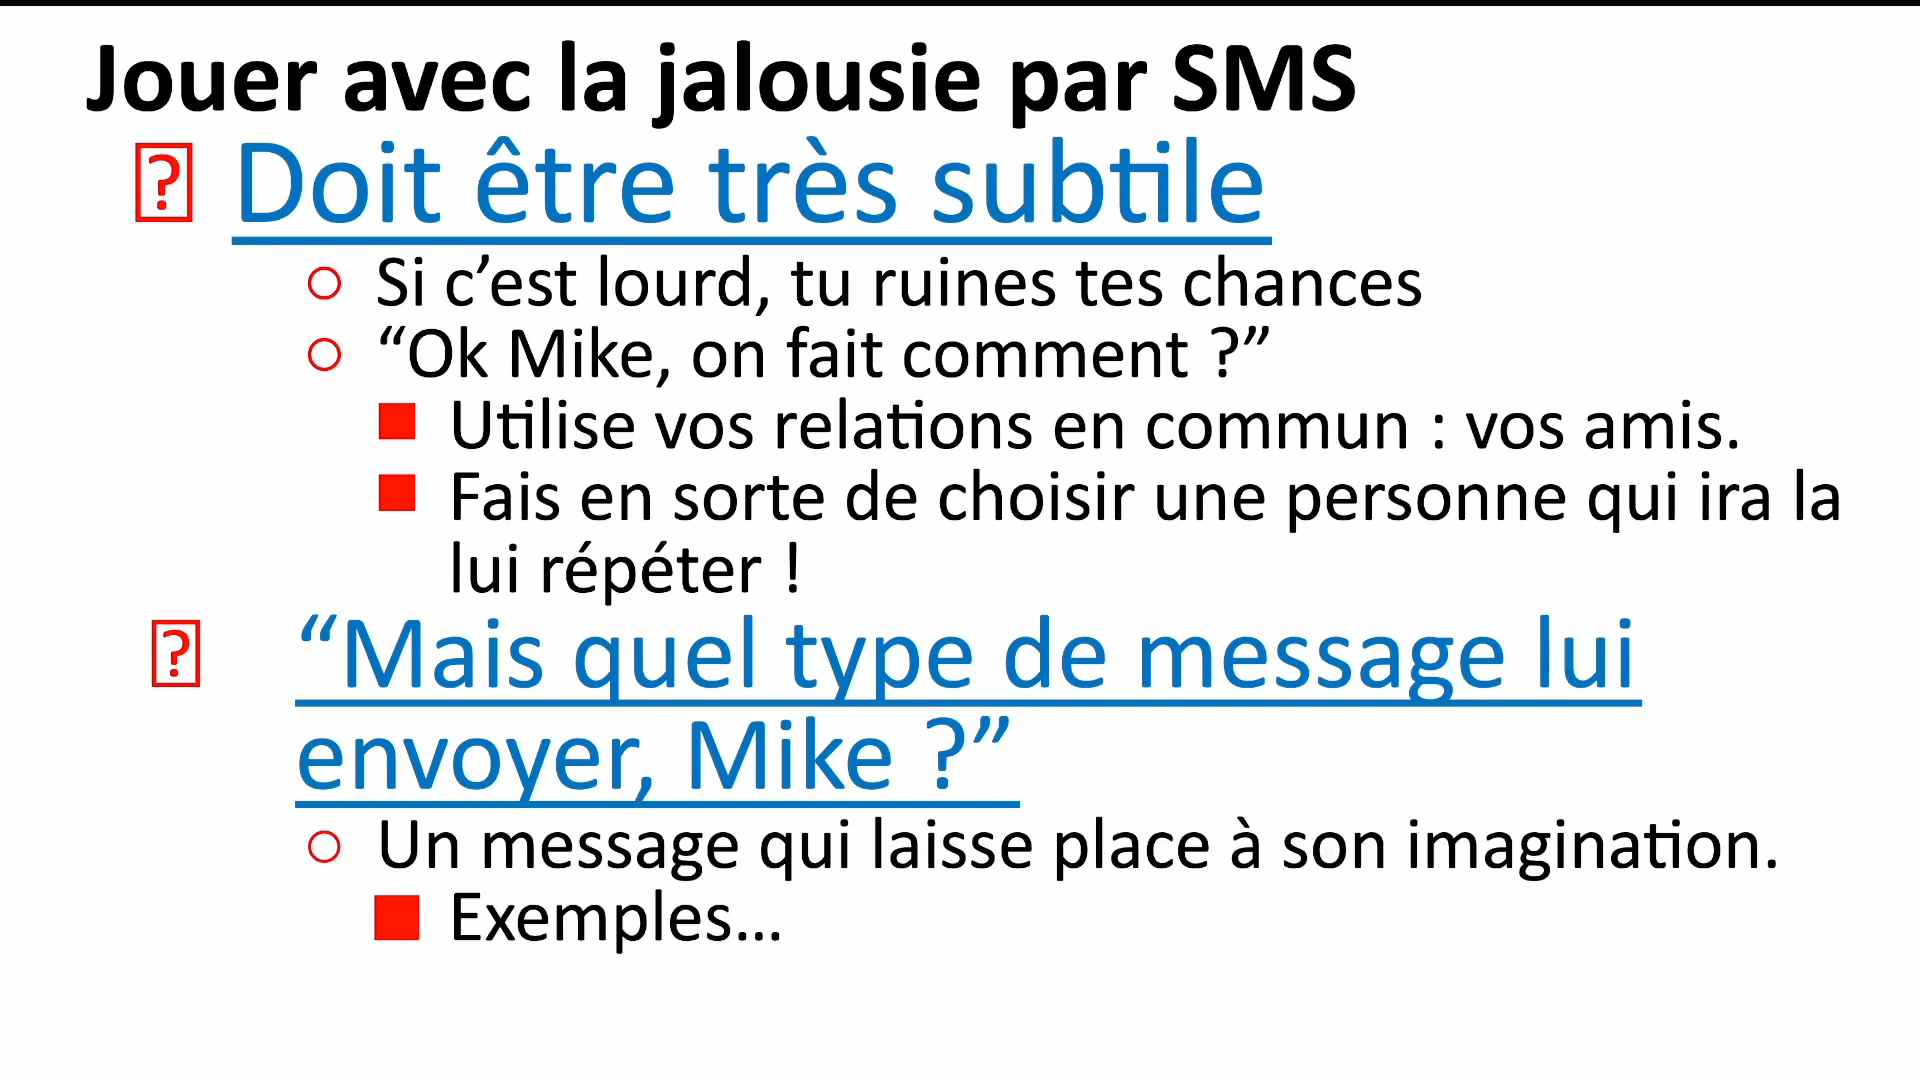 Jouer avec la jalousie par SMS
Doit être très subtile
Si c’est lourd, tu ruines tes chances
“Ok Mike, on fait comment ?”
Utilise vos relations en commun : vos amis.
Fais en sorte de choisir une personne qui ira la
lui répéter !
“Mais quel type de message lui
envoyer, Mike ?”
Un message qui laisse place à son imagination.
Exemples…